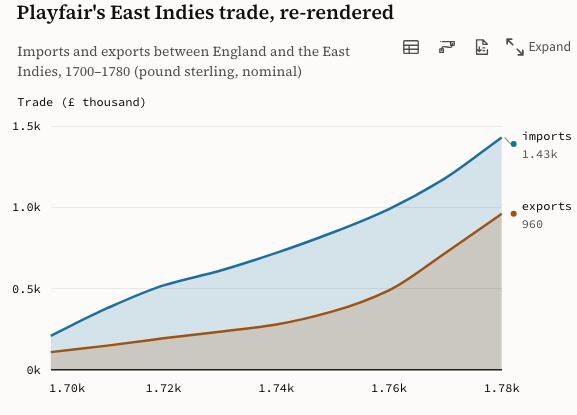 Playfair's East Indies trade, re-rendered
Imports and exports between England and the East
Indies, 1700–1780 (pound sterling, nominal)
Expand
Trade (£ thousand)
1.5k
1.0k
0.5k
0k
imports
1.43k
exports
960
1.70k
1.72k
1.74k
1.76k
1.78k